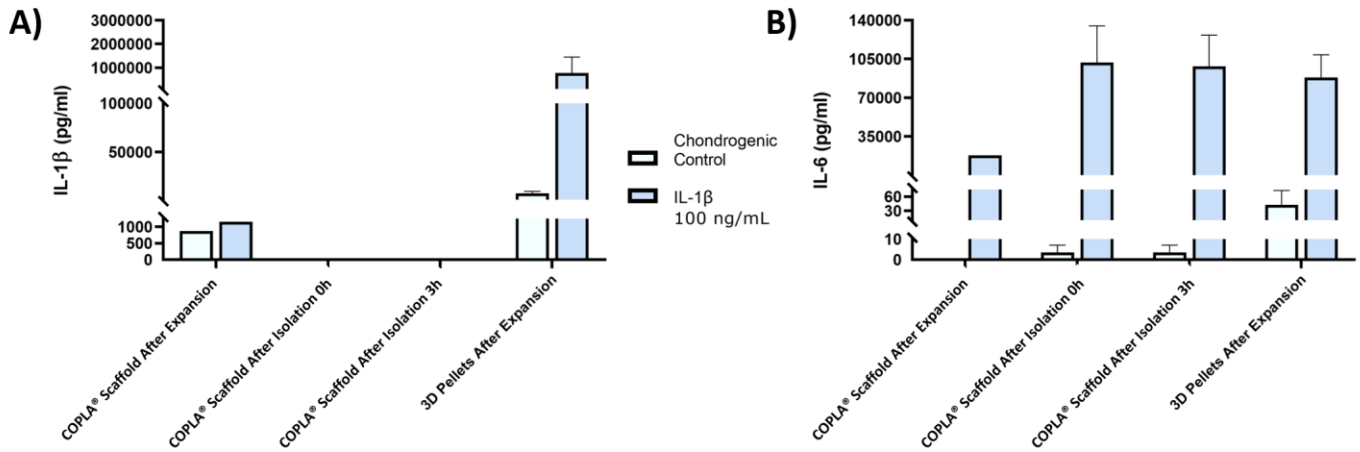 A)
IL-1β (pg/ml)
3000000
2000000
1000000
100000
50000
1000
500
0
COPLA® Scaffold After Expansion
COPLA® Scaffold After Isolation 0h
COPLA® Scaffold After Isolation 3h
3D Pellets After Expansion
Chondrogenic
Control
IL-1β
100 ng/mL
B)
IL-6 (pg/ml)
140000
105000
70000
35000
60
30
10
0
COPLA® Scaffold After Expansion
COPLA® Scaffold After Isolation 0h
COPLA® Scaffold After Isolation 3h
3D Pellets After Expansion